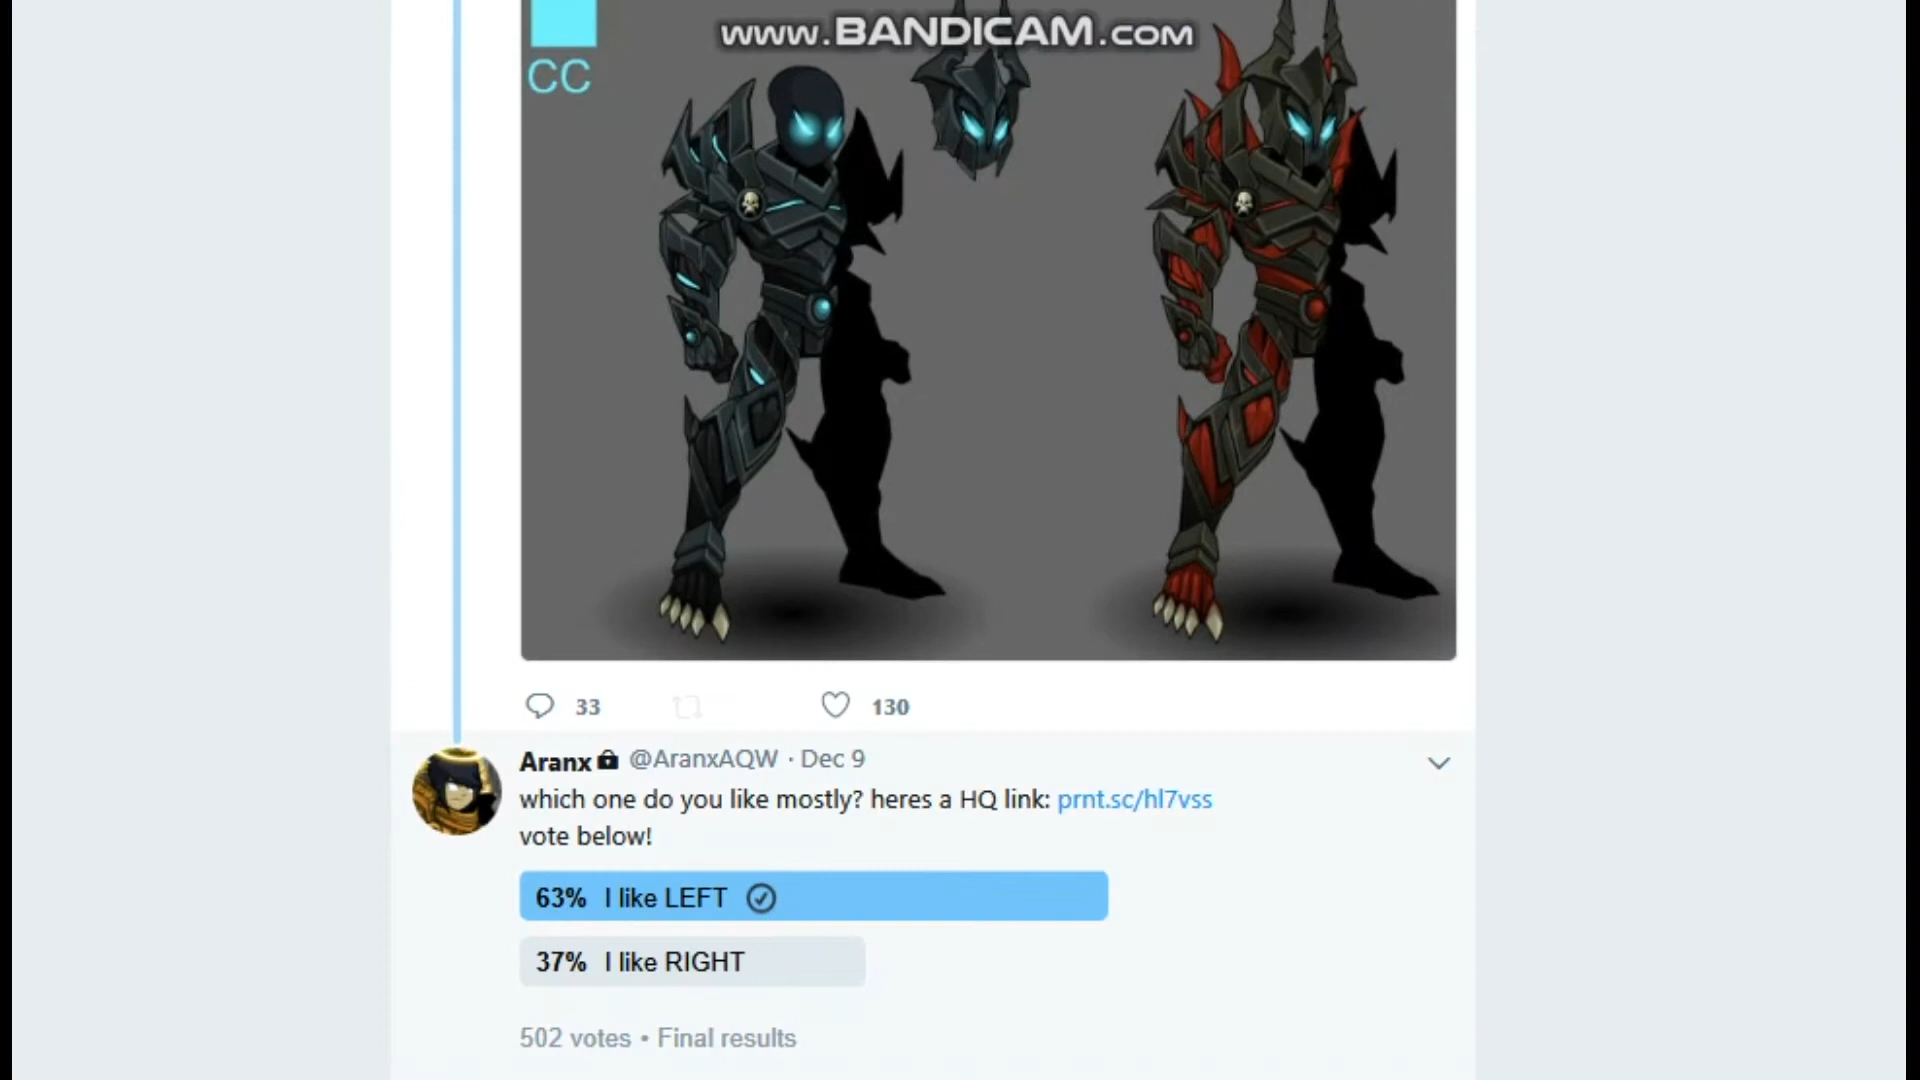 www.BANDICAM.com
CC
33
130
Aranx @AranxAQW · Dec 9
which one do you like mostly? heres a HQ link: prnt.sc/hl7vss
vote below!
63% I like LEFT
37% I like RIGHT
502 votes • Final results